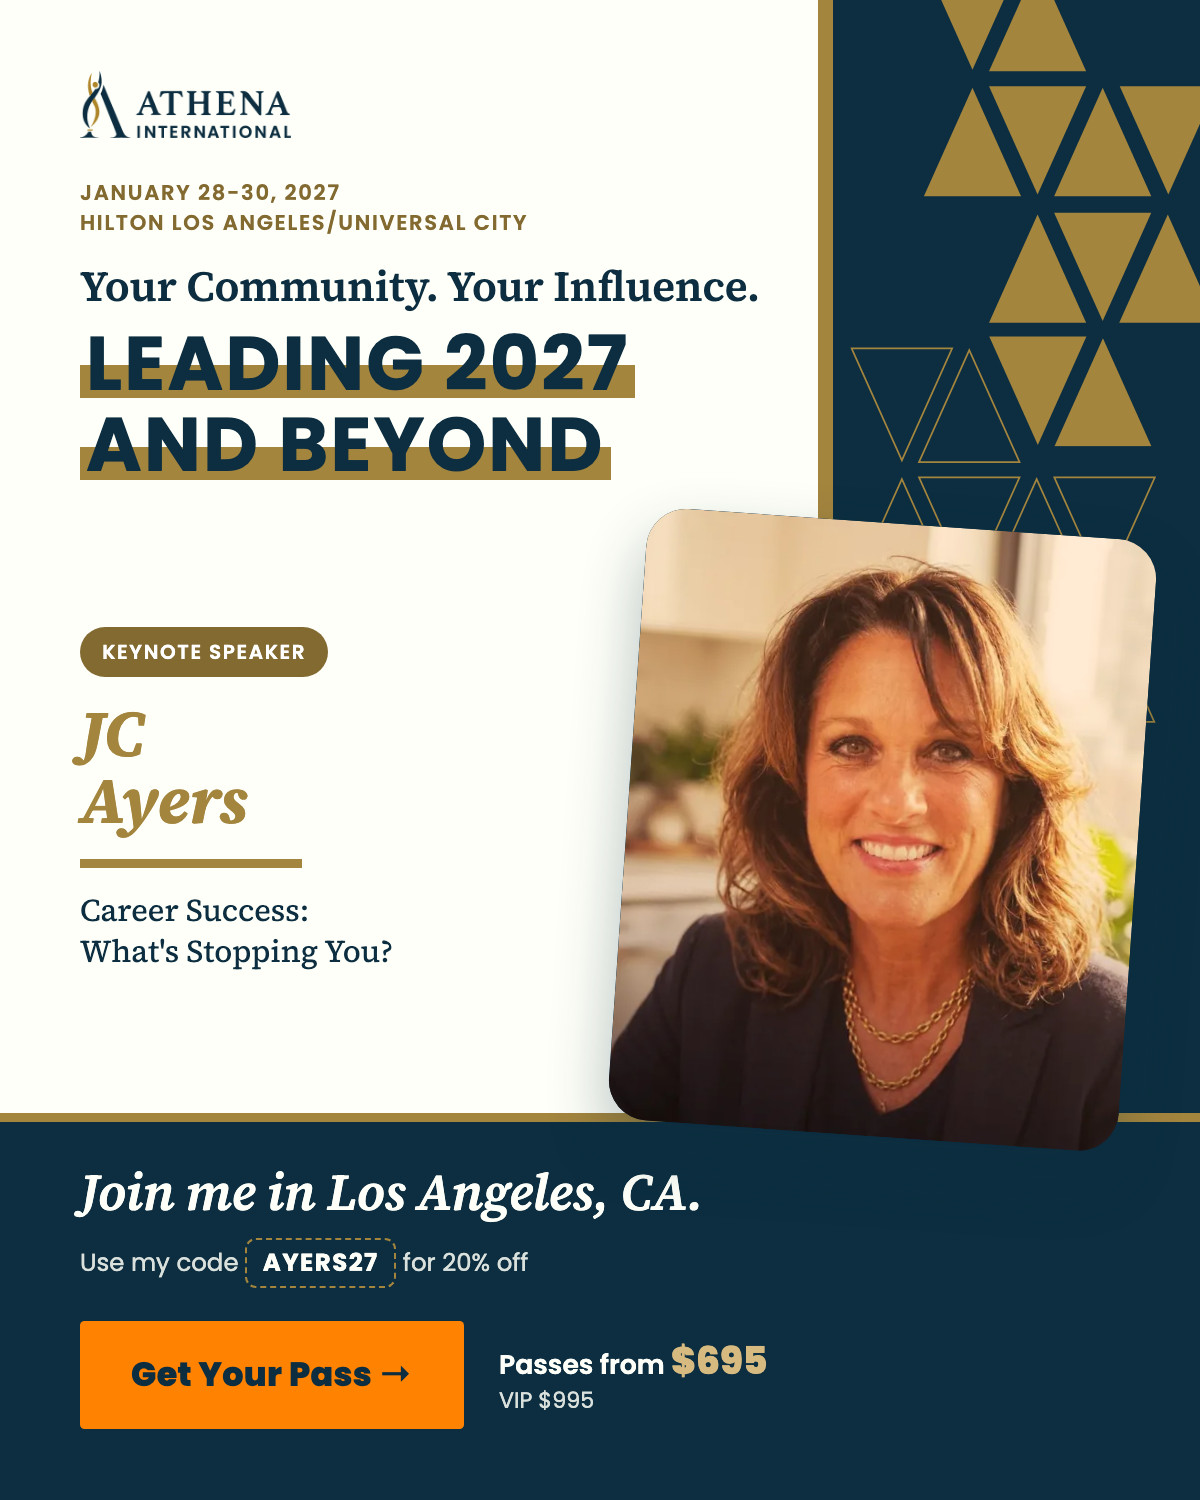 ATHENA
INTERNATIONAL
JANUARY 28-30, 2027
HILTON LOS ANGELES/UNIVERSAL CITY
Your Community. Your Influence.
LEADING 2027
AND BEYOND
KEYNOTE SPEAKER
JC
Ayers
Career Success:
What's Stopping You?
Join me in Los Angeles, CA.
Use my code AYERS27 for 20% off
Get Your Pass →
Passes from $695
VIP $995